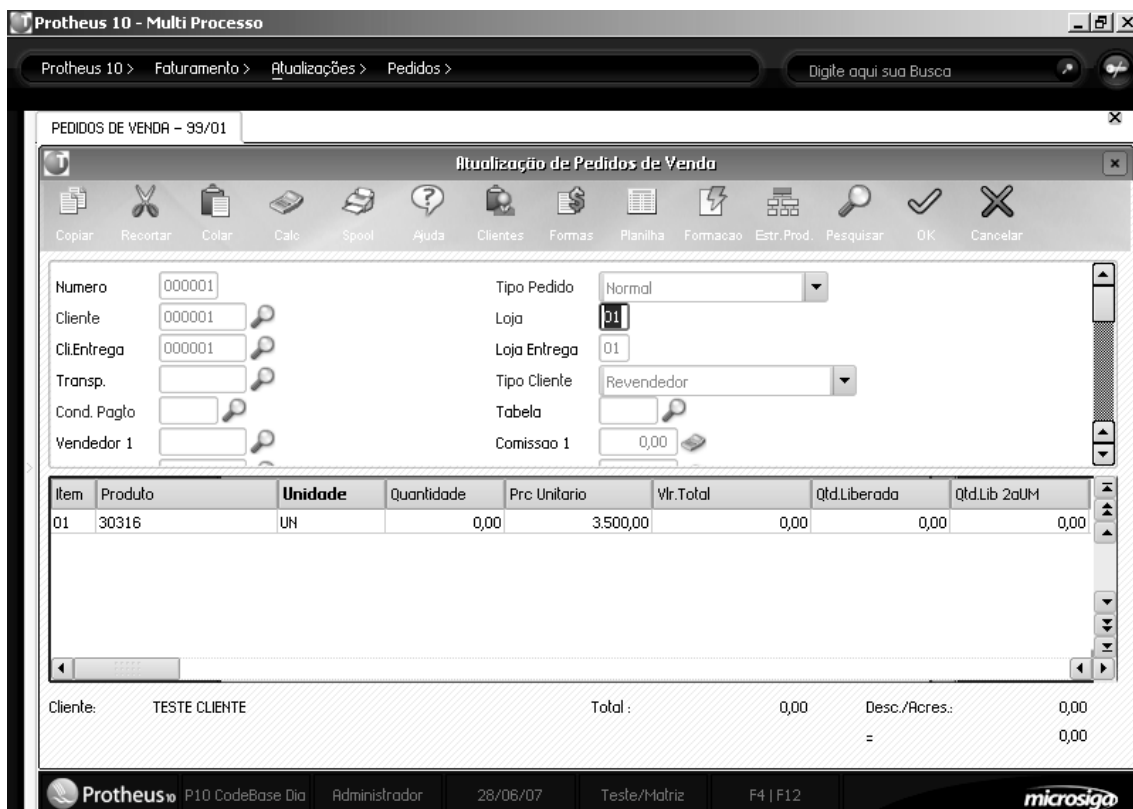 Protheus 10 - Multi Processo
Protheus 10 > Faturamento > Atualizações > Pedidos > Digite aqui sua Busca
PEDIDOS DE VENDA - 99/01
Atualização de Pedidos de Venda
Copiar Recortar Colar Calc Spool Ajuda Clientes Formas Planilha Formacao Estr.Prod. Pesquisar OK Cancelar
Numero 000001 Tipo Pedido Normal
Cliente 000001 Loja 01
Cli.Entrega 000001 Loja Entrega 01
Transp. Tipo Cliente Revendedor
Cond. Pagto Tabela
Vendedor 1 Comissao 1 0,00
Item Produto Unidade Quantidade Prc Unitario Vlr.Total Qtd.Liberada Qtd.Lib 2aUM
01 30316 UN 0,00 3.500,00 0,00 0,00 0,00
Cliente: TESTE CLIENTE Total : 0,00 Desc./Acres.: 0,00
= 0,00
Protheus 10 P10 CodeBase Dia Administrador 28/06/07 Teste/Matriz F4 | F12 microsiga